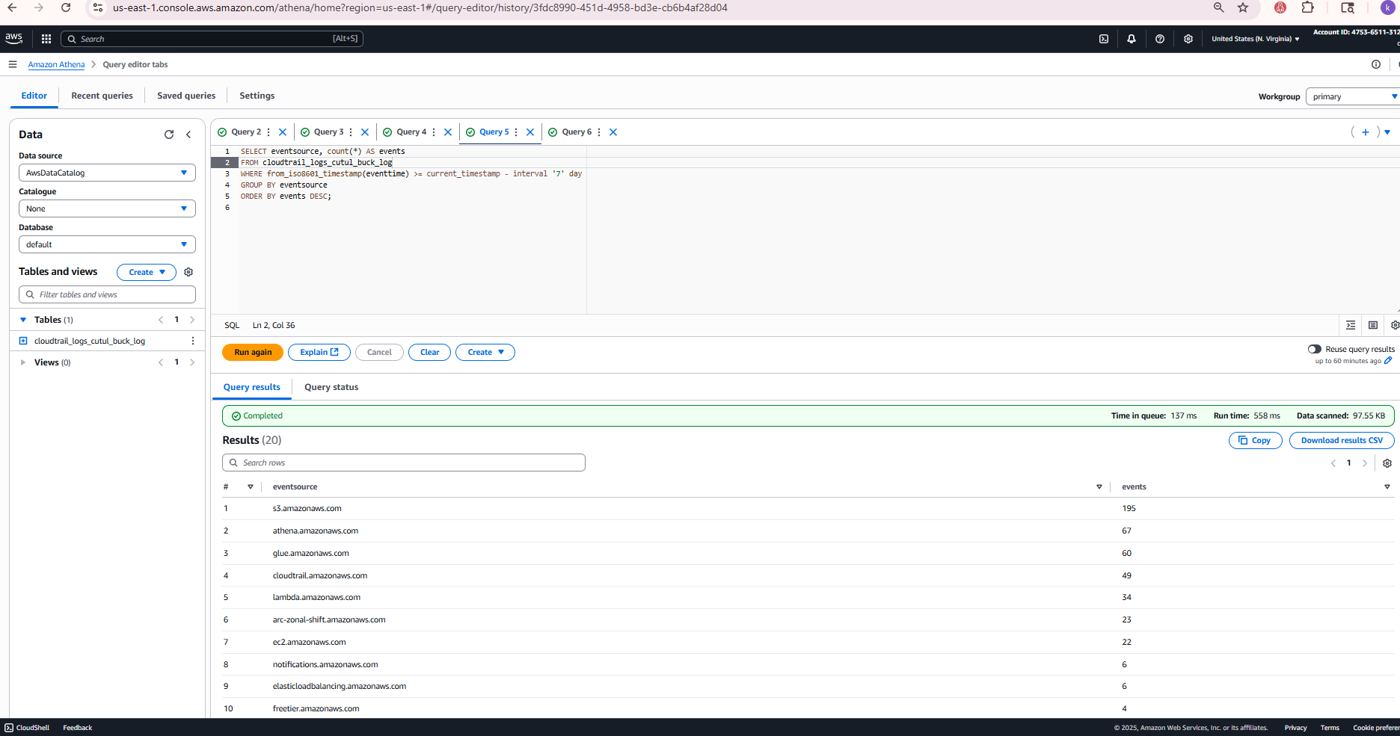 us-east-1.console.aws.amazon.com/athena/home?region=us-east-1#/query-editor/history/3fdc8990-451d-4958-bd3e-cb6b4af28d04
k
aws
Search [Alt+S]
United States (N. Virginia)
Account ID: 4753-6511-312
Amazon Athena > Query editor tabs
Editor
Recent queries
Saved queries
Settings
Workgroup
primary
Data
Data source
AwsDataCatalog
Catalogue
None
Database
default
Tables and views
Create
Filter tables and views
Tables (1)
1
cloudtrail_logs_cutul_buck_log
Views (0)
1
Query 2
Query 3
Query 4
Query 5
Query 6
1 SELECT eventsource, count(*) AS events
2 FROM cloudtrail_logs_cutul_buck_log
3 WHERE from_iso8601_timestamp(eventtime) >= current_timestamp - interval '7' day
4 GROUP BY eventsource
5 ORDER BY events DESC;
6
SQL Ln 2, Col 36
Run again
Explain
Cancel
Clear
Create
Reuse query results
up to 60 minutes ago
Query results
Query status
Completed
Time in queue: 137 ms
Run time: 558 ms
Data scanned: 97.55 KB
Results (20)
Copy
Download results CSV
Search rows
1
# eventsource events
1 s3.amazonaws.com 195
2 athena.amazonaws.com 67
3 glue.amazonaws.com 60
4 cloudtrail.amazonaws.com 49
5 lambda.amazonaws.com 34
6 arc-zonal-shift.amazonaws.com 23
7 ec2.amazonaws.com 22
8 notifications.amazonaws.com 6
9 elasticloadbalancing.amazonaws.com 6
10 freetier.amazonaws.com 4
CloudShell
Feedback
© 2025, Amazon Web Services, Inc. or its affiliates.
Privacy
Terms
Cookie prefere